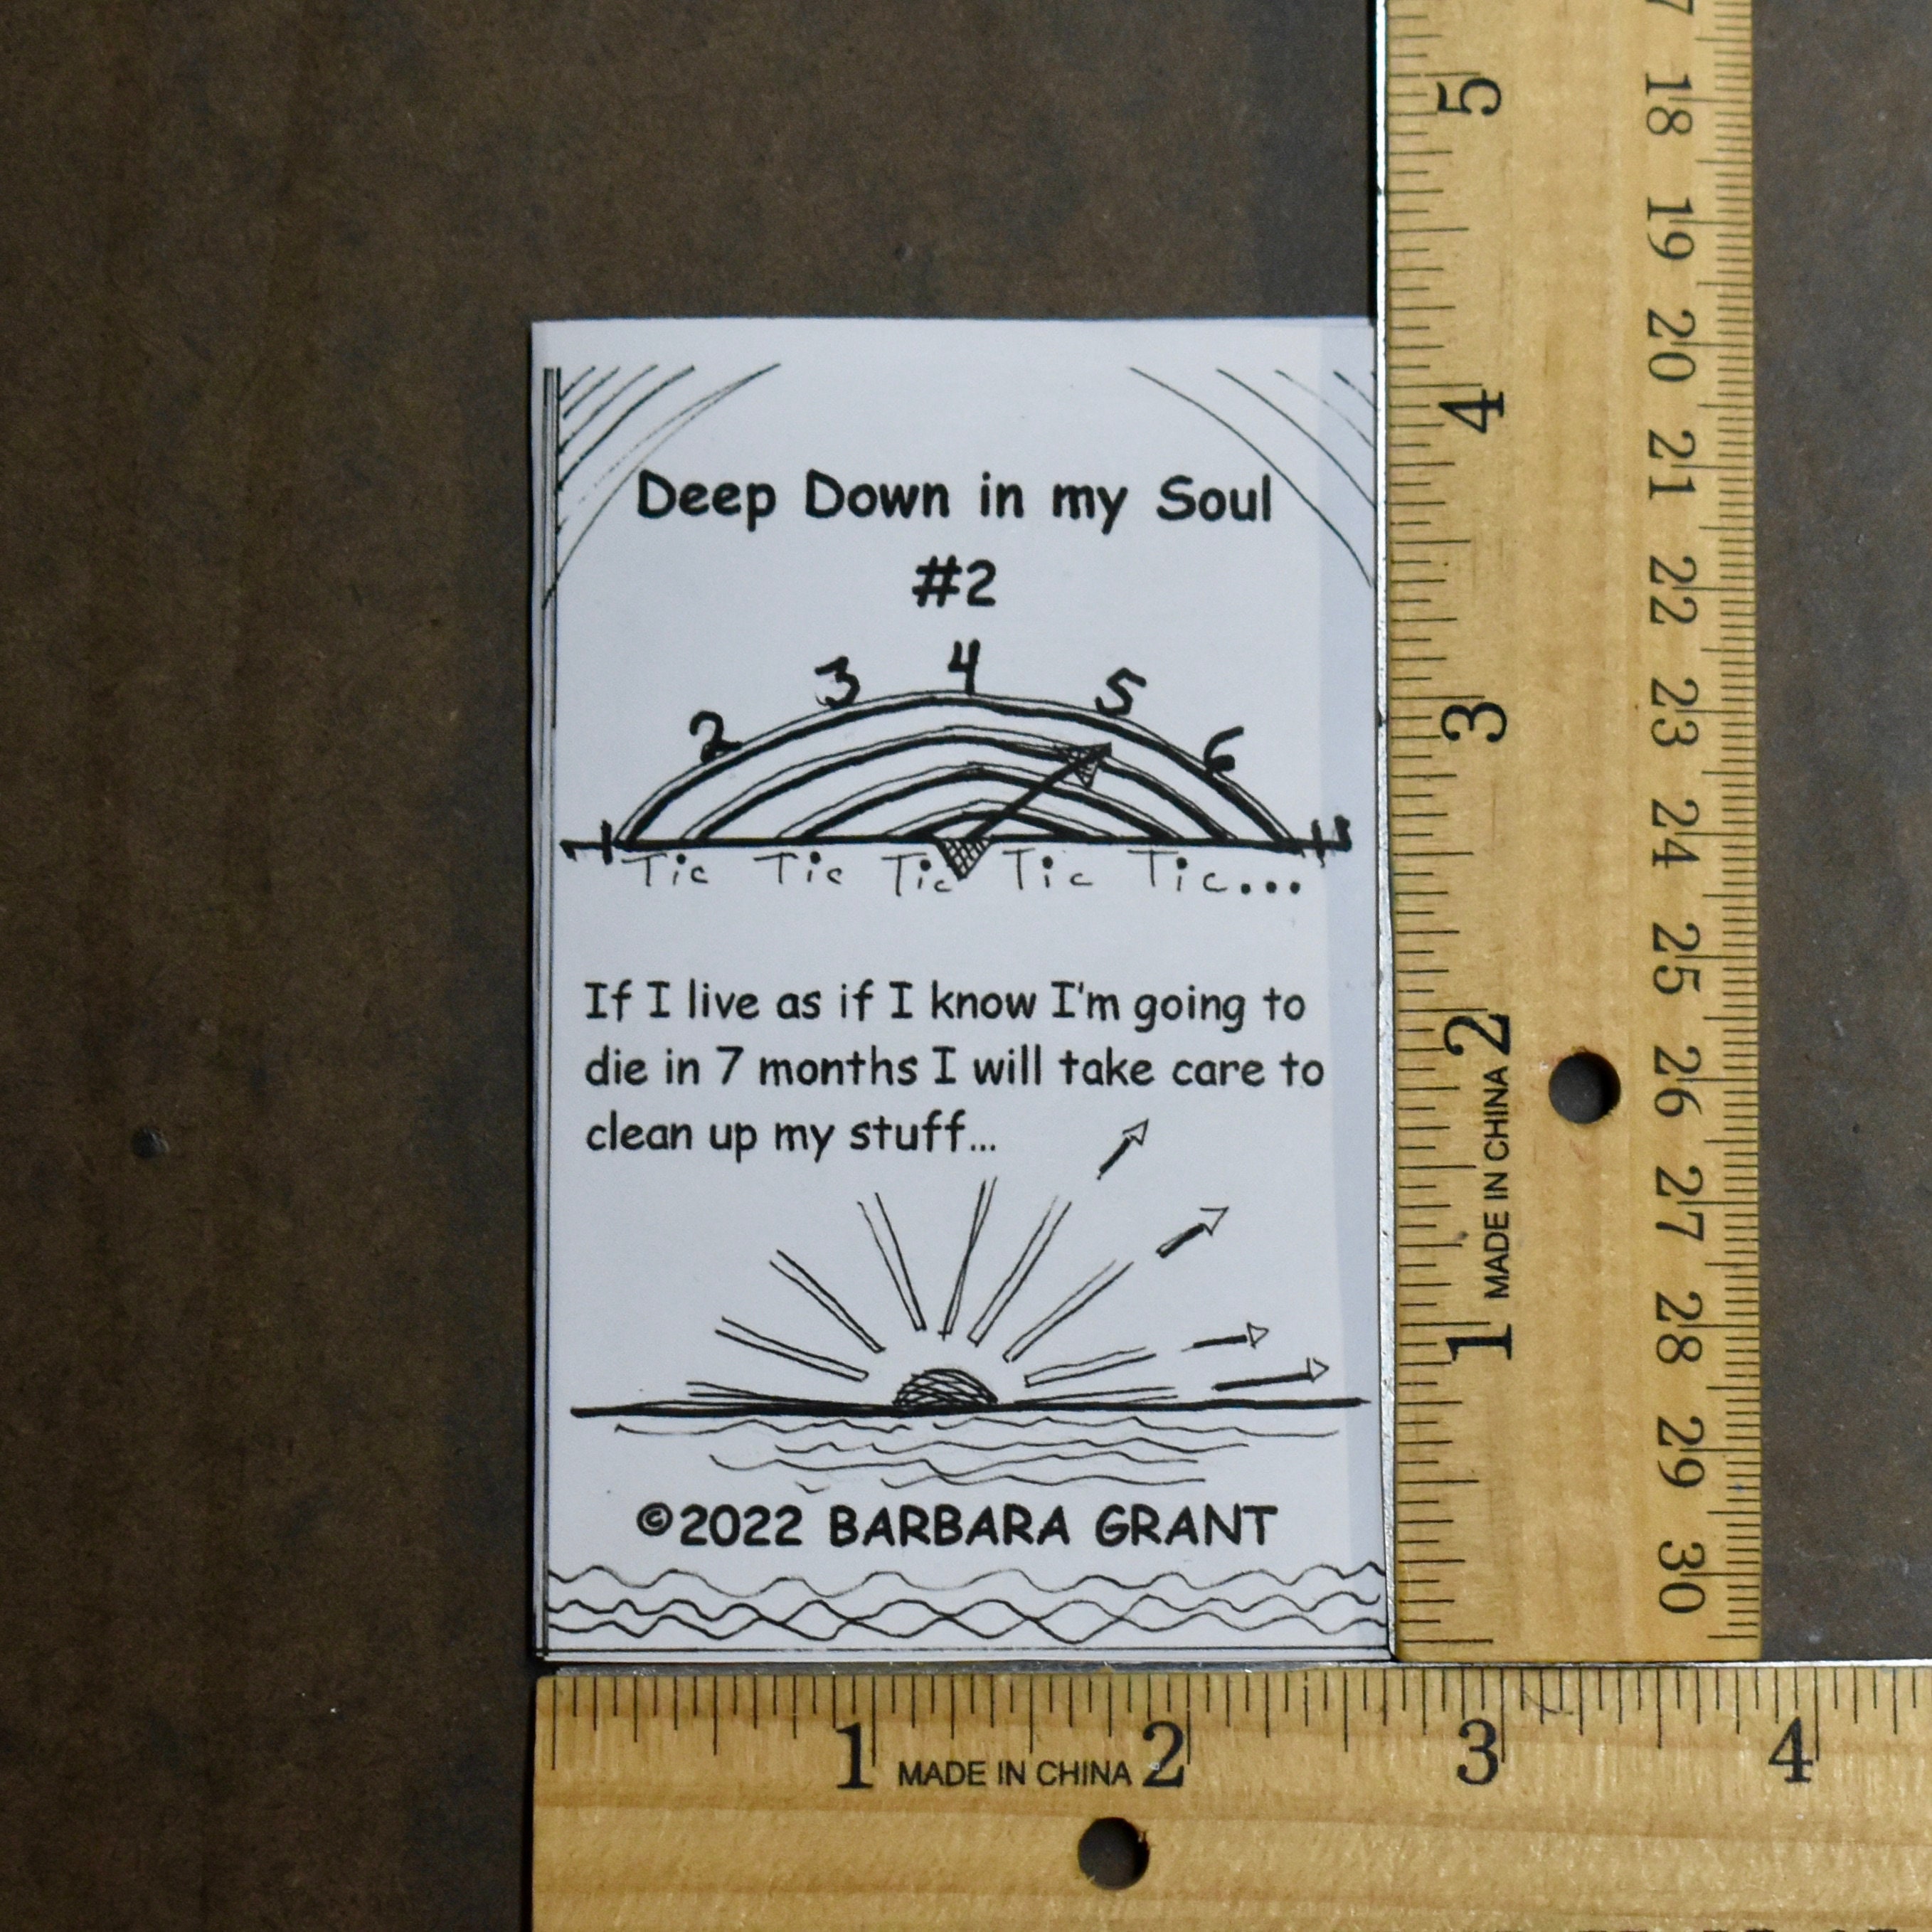 Deep Down in my Soul
#2
1 2 3 4 5 6
Tic Tic Tic Tic Tic...
If I live as if I know I'm going to
die in 7 months I will take care to
clean up my stuff...
©2022 BARBARA GRANT
5
4
3
2
1
MADE IN CHINA
18
19
20
21
22
23
24
25
26
27
28
29
30
1 2 3 4
MADE IN CHINA